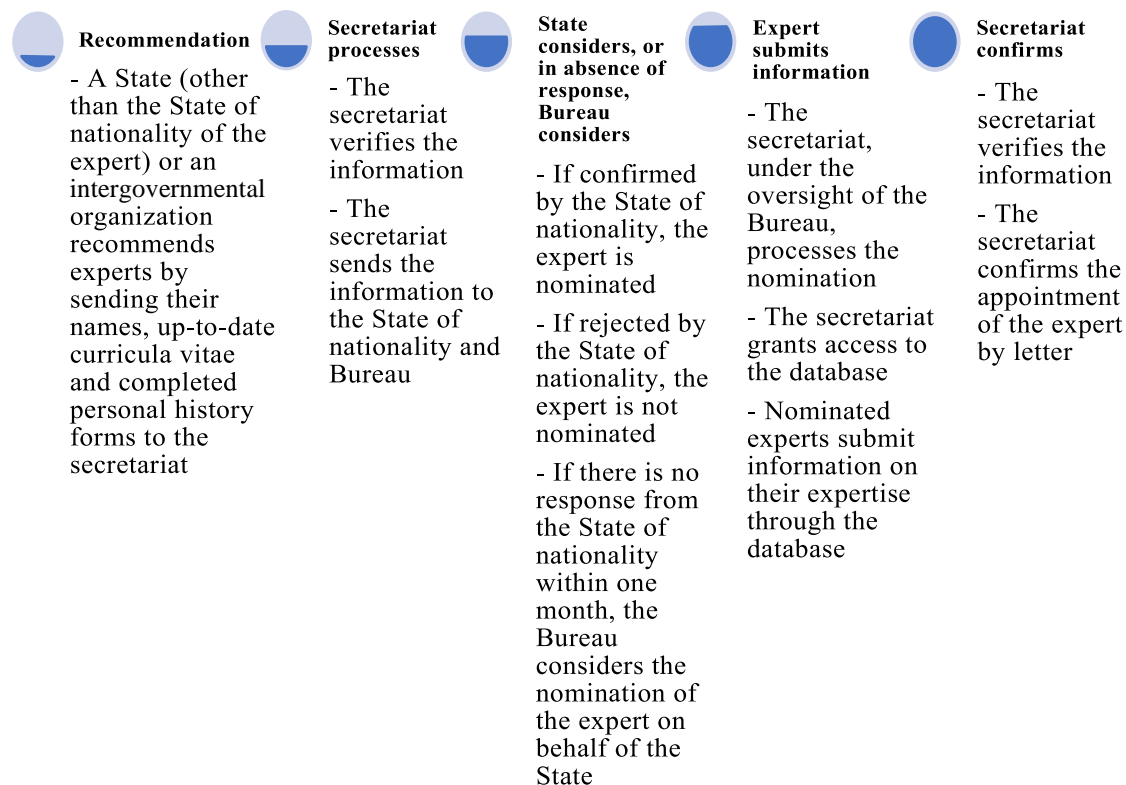 Recommendation
- A State (other
than the State of
nationality of the
expert) or an
intergovernmental
organization
recommends
experts by
sending their
names, up-to-date
curricula vitae
and completed
personal history
forms to the
secretariat
Secretariat
processes
- The
secretariat
verifies the
information
- The
secretariat
sends the
information to
the State of
nationality and
Bureau
State
considers, or
in absence of
response,
Bureau
considers
- If confirmed
by the State of
nationality, the
expert is
nominated
- If rejected by
the State of
nationality, the
expert is not
nominated
- If there is no
response from
the State of
nationality
within one
month, the
Bureau
considers the
nomination of
the expert on
behalf of the
State
Expert
submits
information
- The
secretariat,
under the
oversight of the
Bureau,
processes the
nomination
- The secretariat
grants access to
the database
- Nominated
experts submit
information on
their expertise
through the
database
Secretariat
confirms
- The
secretariat
verifies the
information
- The
secretariat
confirms the
appointment
of the expert
by letter